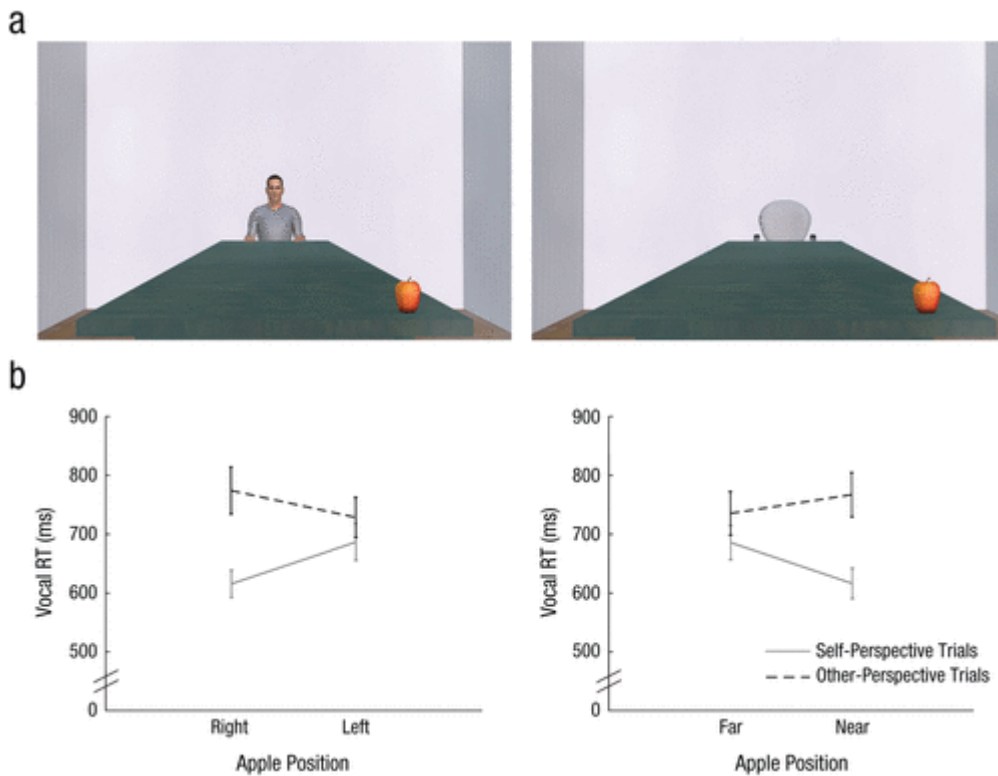 a
b
900
800
700
600
500
0
Vocal RT (ms)
Right Left
Apple Position
900
800
700
600
500
0
Vocal RT (ms)
Self-Perspective Trials
Other-Perspective Trials
Far Near
Apple Position